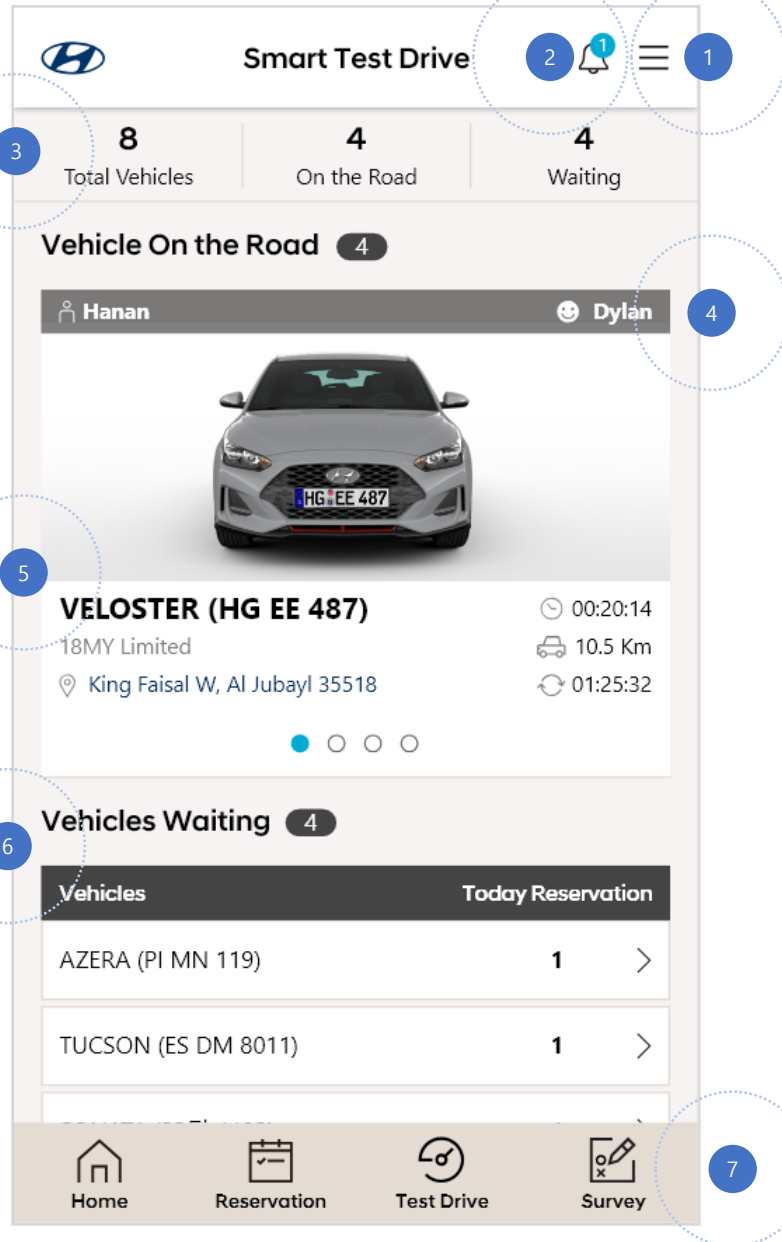 Smart Test Drive 2 1 1
3
8 4 4
Total Vehicles On the Road Waiting
Vehicle On the Road 4
Hanan Dylan 4
HG EE 487
5
VELOSTER (HG EE 487) 00:20:14
18MY Limited 10.5 Km
King Faisal W, Al Jubayl 35518 01:25:32
Vehicles Waiting 4
6
Vehicles Today Reservation
AZERA (PI MN 119) 1
TUCSON (ES DM 8011) 1
7
Home Reservation Test Drive Survey